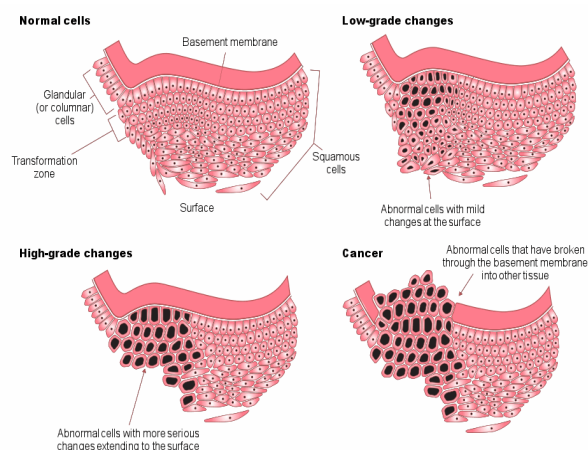 Normal cells
Basement membrane
Glandular
(or columnar)
cells
Transformation
zone
Squamous
cells
Surface
Low-grade changes
Abnormal cells with mild
changes at the surface
High-grade changes
Abnormal cells with more serious
changes extending to the surface
Cancer
Abnormal cells that have broken
through the basement membrane
into other tissue